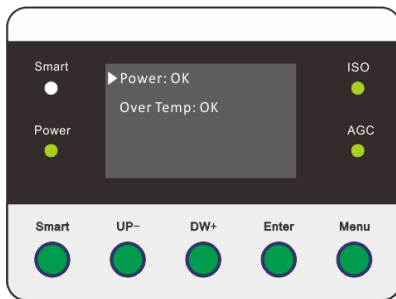 Smart
ISO
Power: OK
Over Temp: OK
Power
AGC
Smart UP- DW+ Enter Menu